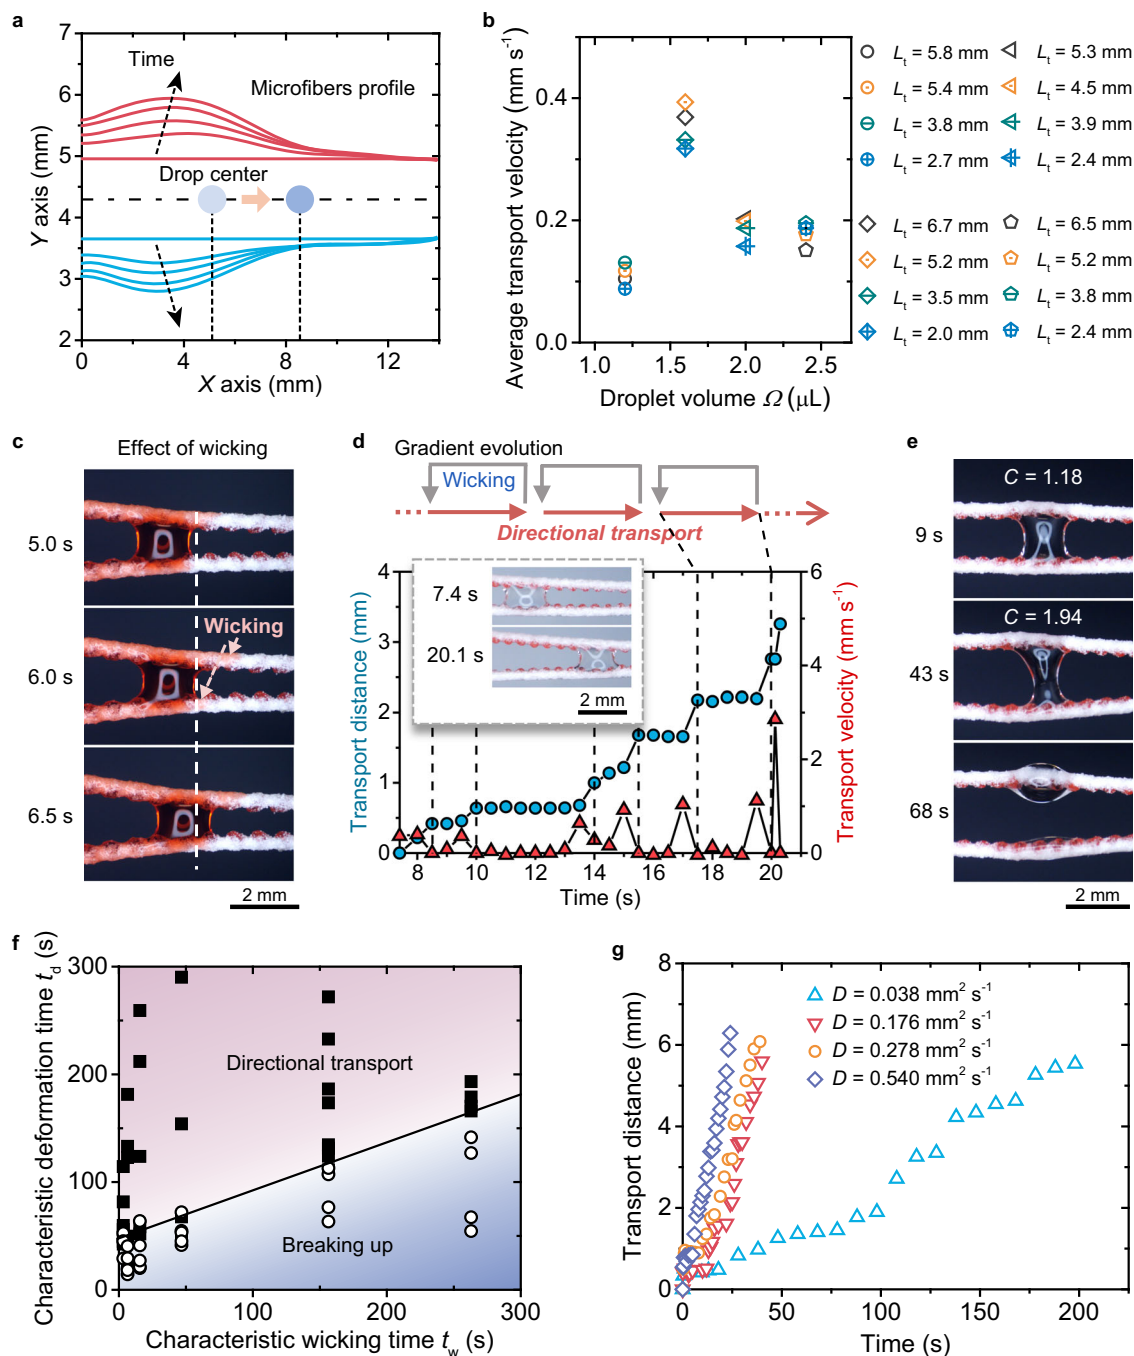 a
7
6
5
4
3
2
Y axis (mm)
Time
Microfibers profile
Drop center
0
4
8
12
X axis (mm)
b
Average transport velocity (mm s⁻¹)
0.4
0.2
0.0
1.0
1.5
2.0
2.5
Droplet volume Ω (μL)
Lt = 5.8 mm
Lt = 5.3 mm
Lt = 5.4 mm
Lt = 4.5 mm
Lt = 3.8 mm
Lt = 3.9 mm
Lt = 2.7 mm
Lt = 2.4 mm
Lt = 6.7 mm
Lt = 6.5 mm
Lt = 5.2 mm
Lt = 5.2 mm
Lt = 3.5 mm
Lt = 3.8 mm
Lt = 2.0 mm
Lt = 2.4 mm
c
Effect of wicking
5.0 s
6.0 s
Wicking
6.5 s
2 mm
d
Gradient evolution
Wicking
Directional transport
Transport distance (mm)
4
3
2
1
0
7.4 s
20.1 s
2 mm
6
4
2
0
Transport velocity (mm s⁻¹)
8
10
12
14
16
18
20
Time (s)
e
C = 1.18
9 s
C = 1.94
43 s
68 s
2 mm
f
Characteristic deformation time td (s)
300
200
100
0
Directional transport
Breaking up
0
50
100
150
200
250
300
Characteristic wicking time tw (s)
g
Transport distance (mm)
8
6
4
2
0
D = 0.038 mm² s⁻¹
D = 0.176 mm² s⁻¹
D = 0.278 mm² s⁻¹
D = 0.540 mm² s⁻¹
0
50
100
150
200
Time (s)